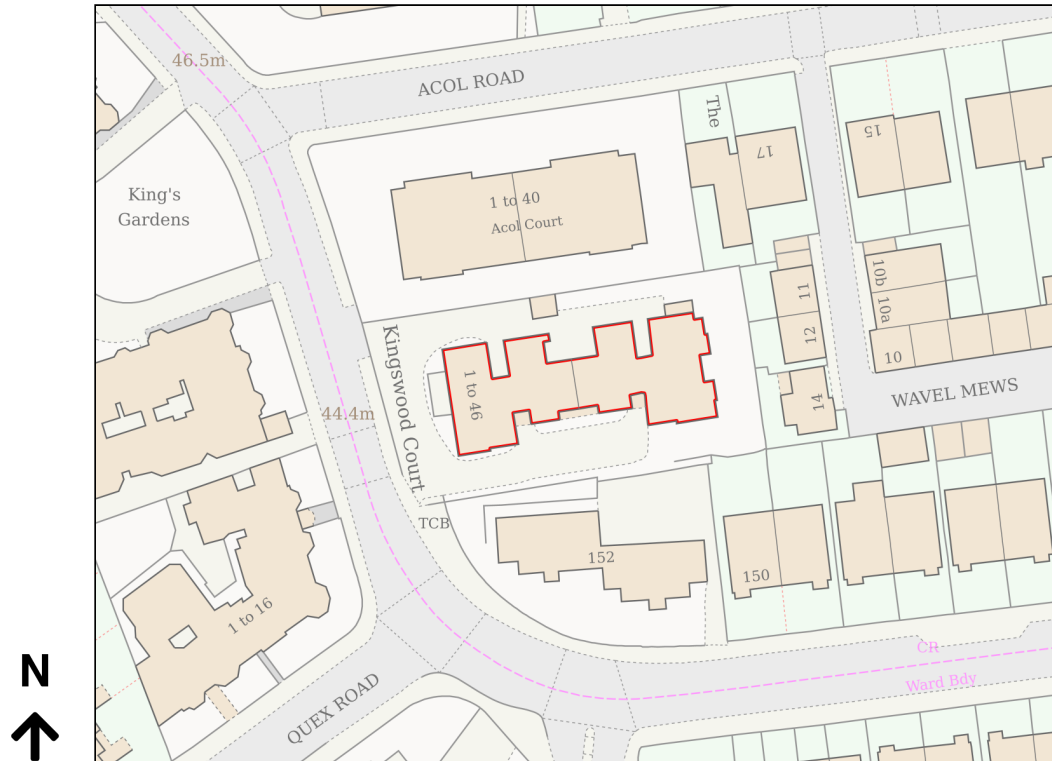 46.5m
ACOL ROAD
The
15
17
King's
Gardens
1 to 40
Acol Court
10b
10a
11
12
10
Kingswood Court
1 to 46
14
WAVEL MEWS
44.4m
TCB
152
150
1 to 16
N
CR
Ward Bdy
QUEX ROAD